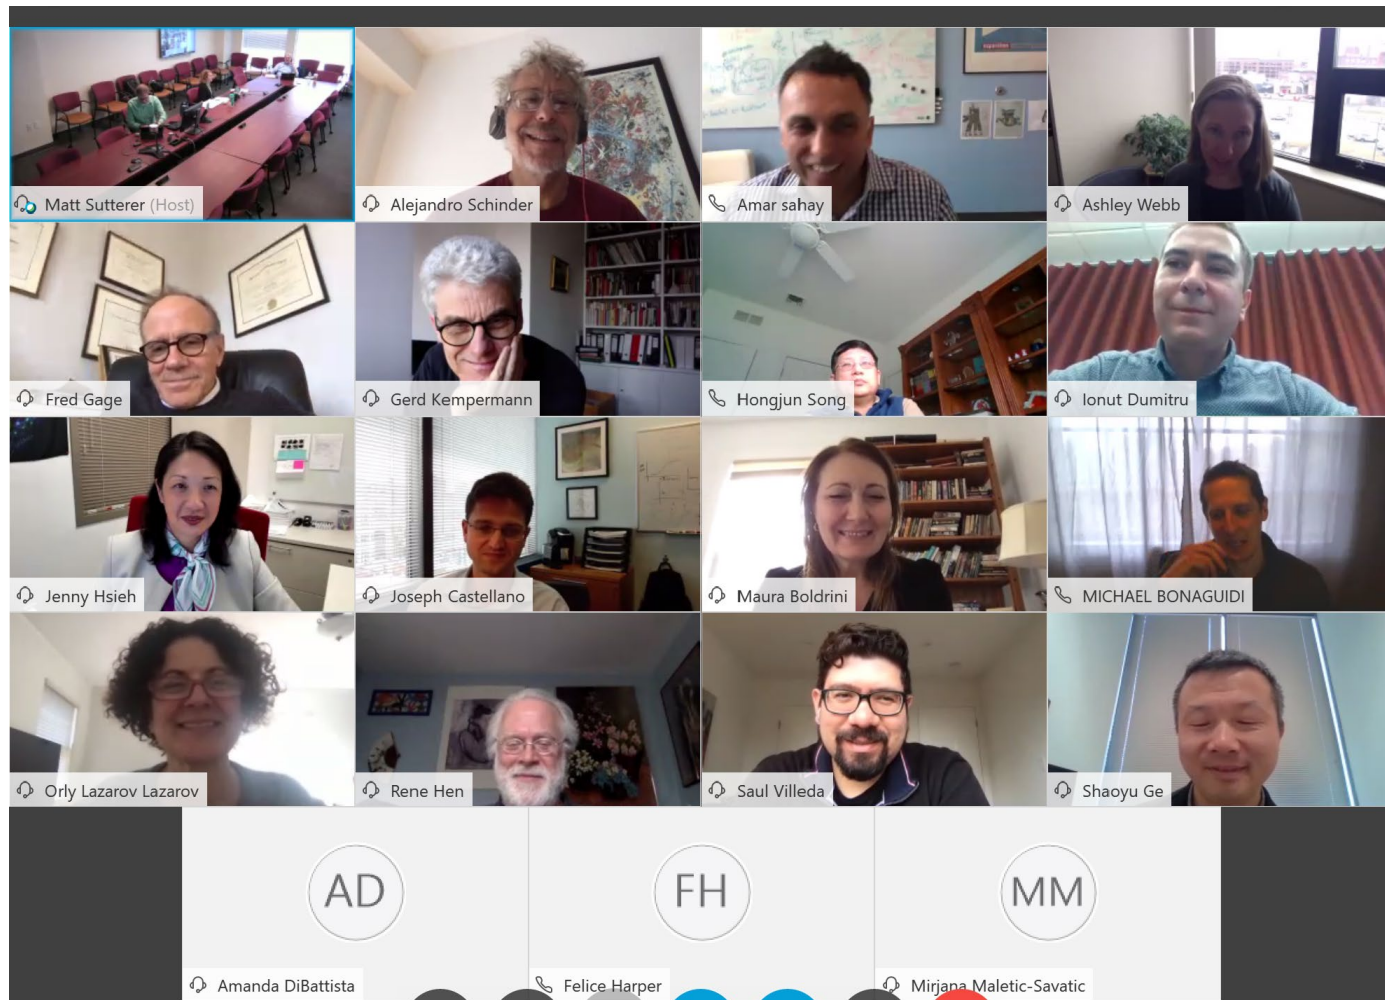 Matt Sutterer (Host)
Alejandro Schinder
Amar sahay
Ashley Webb
Fred Gage
Gerd Kempermann
Hongjun Song
Ionut Dumitru
Jenny Hsieh
Joseph Castellano
Maura Boldrini
MICHAEL BONAGUIDI
Orly Lazarov Lazarov
Rene Hen
Saul Villeda
Shaoyu Ge
AD
FH
MM
Amanda DiBattista
Felice Harper
Mirjana Maletic-Savatic